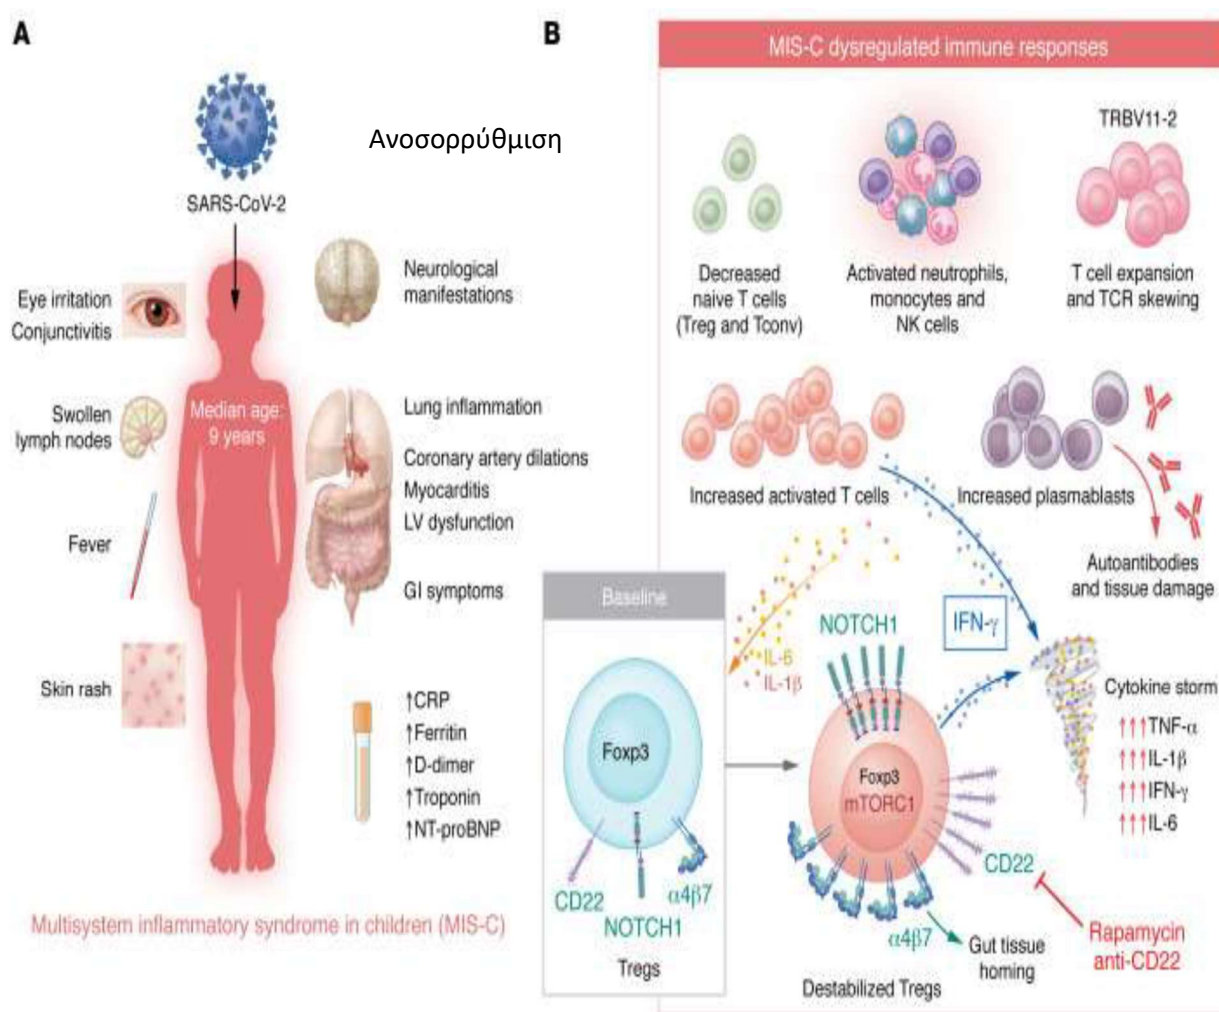 A
SARS-CoV-2
Ανοσορρύθμιση
Eye irritation
Conjunctivitis
Neurological
manifestations
Swollen
lymph nodes
Median age:
9 years
Lung inflammation
Coronary artery dilations
Myocarditis
LV dysfunction
Fever
GI symptoms
Skin rash
↑CRP
↑Ferritin
↑D-dimer
↑Troponin
↑NT-proBNP
Multisystem inflammatory syndrome in children (MIS-C)
B
MIS-C dysregulated immune responses
Decreased
naive T cells
(Treg and Tconv)
Activated neutrophils,
monocytes and
NK cells
TRBV11-2
T cell expansion
and TCR skewing
Increased activated T cells
Increased plasmablasts
Autoantibodies
and tissue damage
Baseline
Foxp3
CD22
NOTCH1
α4β7
Tregs
IL-6
IL-1β
NOTCH1
IFN-γ
Foxp3
mTORC1
CD22
α4β7
Gut tissue
homing
Destabilized Tregs
Cytokine storm
↑↑↑TNF-α
↑↑↑IL-1β
↑↑↑IFN-γ
↑↑↑IL-6
Rapamycin
anti-CD22